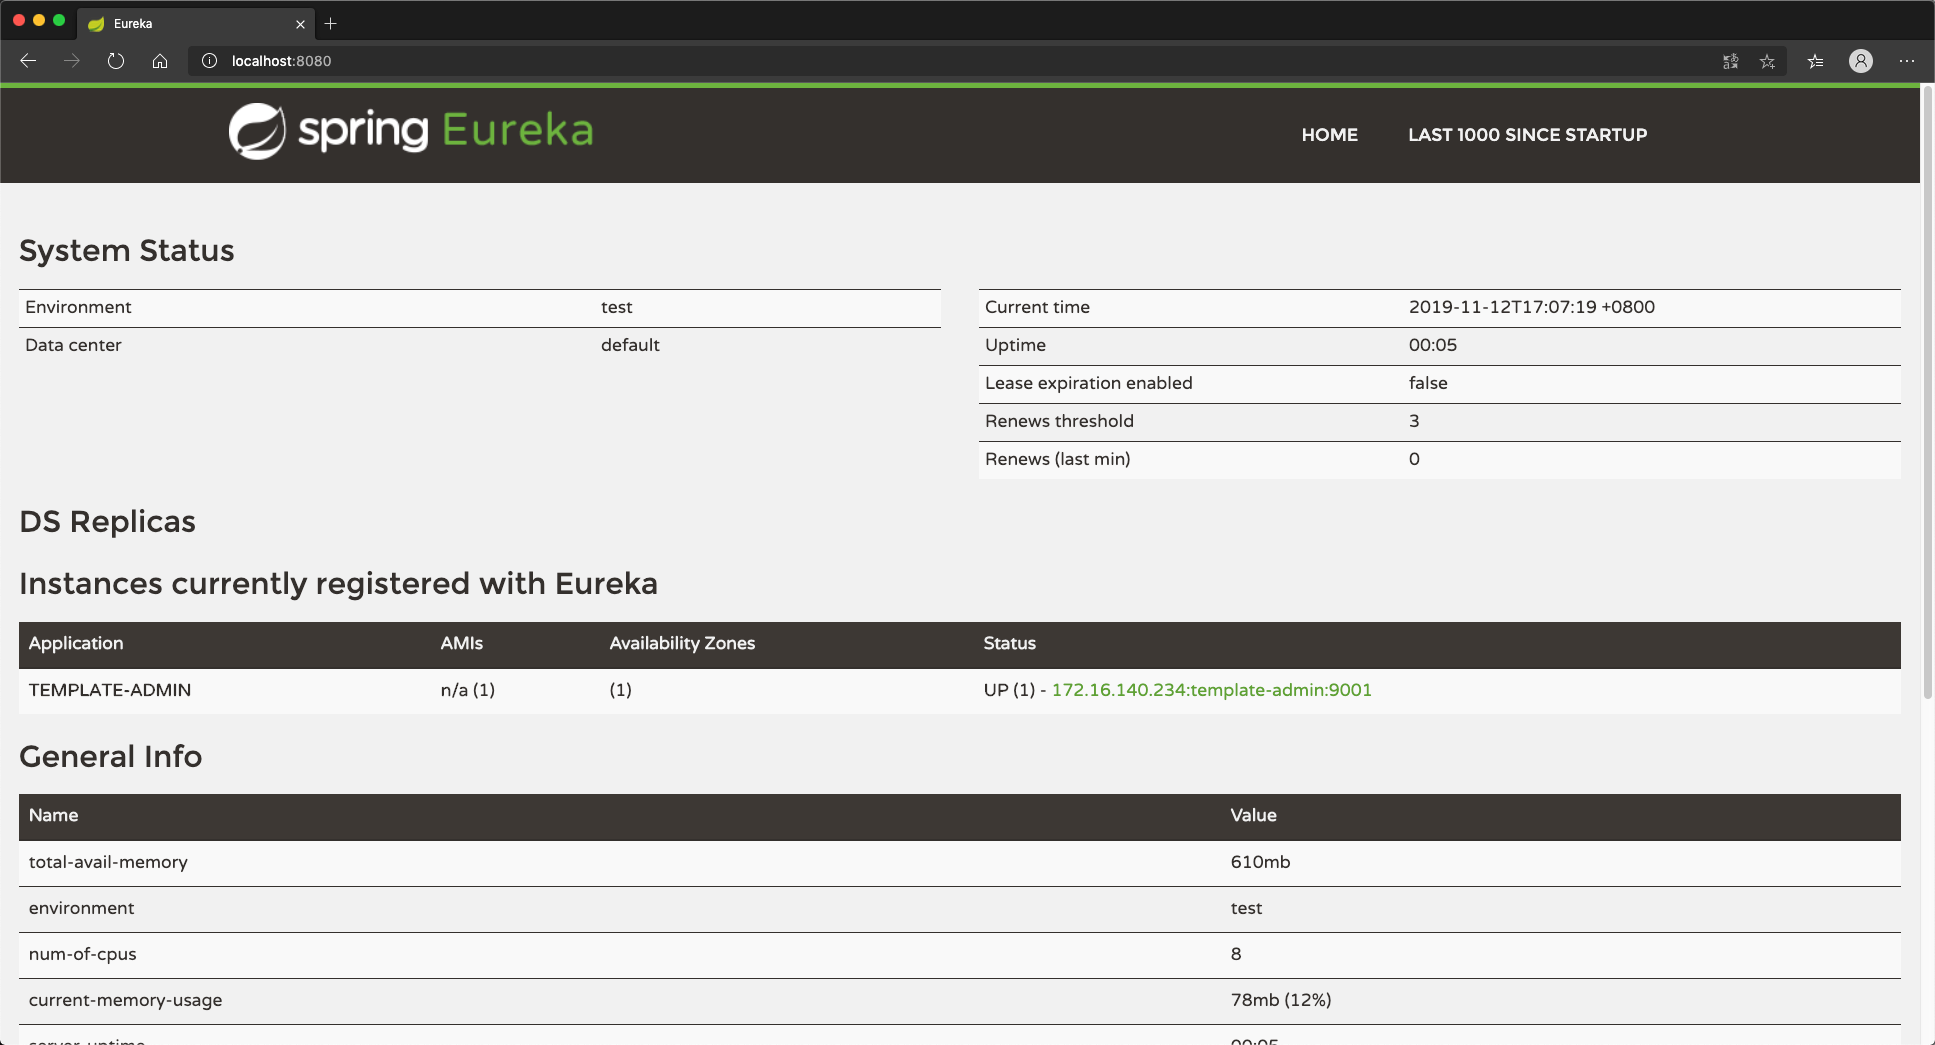 Eureka
localhost:8080
spring Eureka
HOME LAST 1000 SINCE STARTUP
System Status
Environment test
Data center default
Current time 2019-11-12T17:07:19 +0800
Uptime 00:05
Lease expiration enabled false
Renews threshold 3
Renews (last min) 0
DS Replicas
Instances currently registered with Eureka
Application AMIs Availability Zones Status
TEMPLATE-ADMIN n/a (1) (1) UP (1) - 172.16.140.234:template-admin:9001
General Info
Name Value
total-avail-memory 610mb
environment test
num-of-cpus 8
current-memory-usage 78mb (12%)
server-uptime 00:05